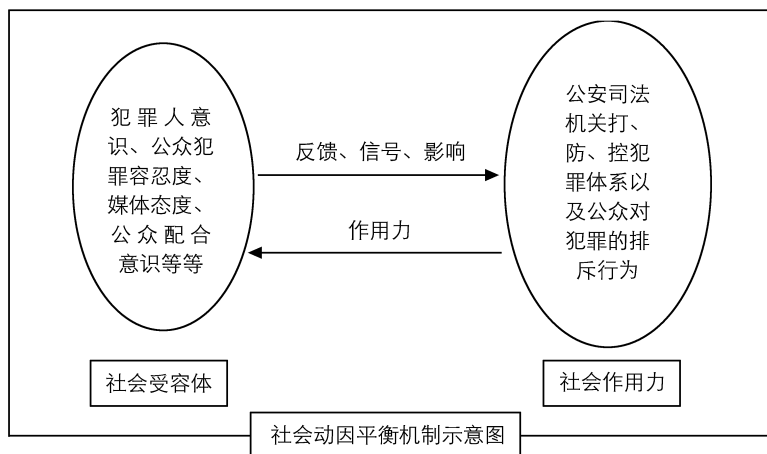 犯罪人意
识、公众犯
罪容忍度、
媒体态度、
公众配合
意识等等
反馈、信号、影响
作用力
公安司法
机关打、
防、控犯
罪体系以
及公众对
犯罪的排
斥行为
社会受容体
社会作用力
社会动因平衡机制示意图